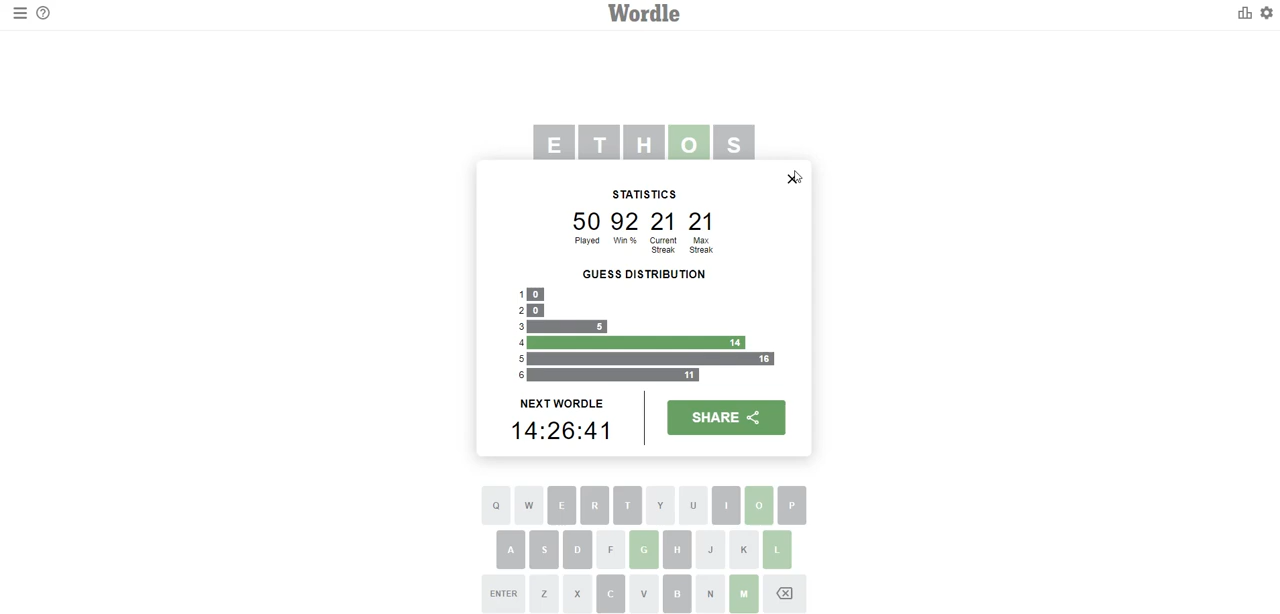 Wordle
E T H O S
STATISTICS
50 92 21 21
Played Win % Current Streak Max Streak
GUESS DISTRIBUTION
1 0
2 0
3 5
4 14
5 16
6 11
NEXT WORDLE
14:26:41
SHARE
Q W E R T Y U I O P
A S D F G H J K L
ENTER Z X C V B N M